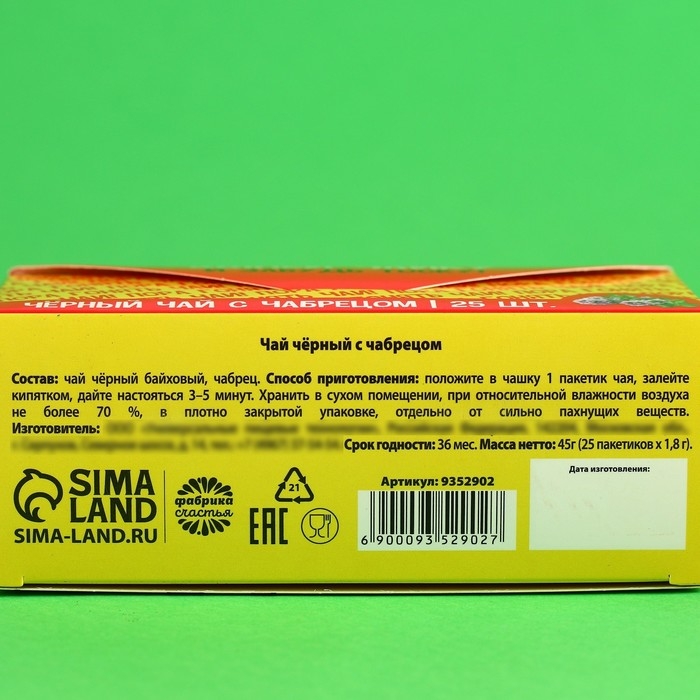 ЧЕРНЫЙ ЧАЙ С ЧАБРЕЦОМ | 25 ШТ.
Чай чёрный с чабрецом
Состав: чай чёрный байховый, чабрец. Способ приготовления: положите в чашку 1 пакетик чая, залейте
кипятком, дайте настояться 3–5 минут. Хранить в сухом помещении, при относительной влажности воздуха
не более 70 %, в плотно закрытой упаковке, отдельно от сильно пахнущих веществ.
Изготовитель:
Срок годности: 36 мес. Масса нетто: 45г (25 пакетиков х 1,8 г).
SIMA
LAND
SIMA-LAND.RU
фабрика
счастья
21
EAC
Артикул: 9352902
6 900093 529027
Дата изготовления: